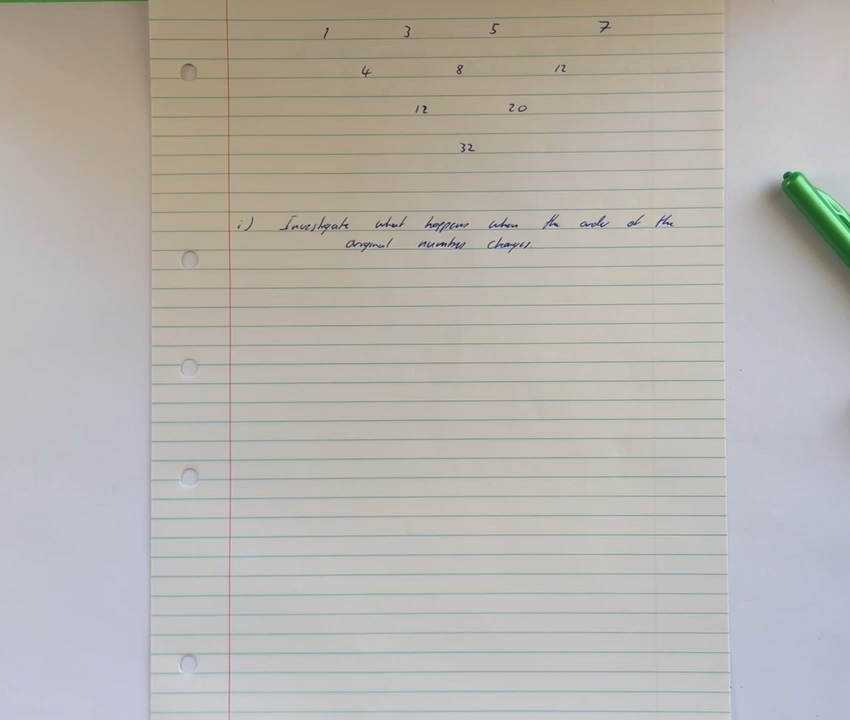 1 3 5 7
4 8 12
12 20
32
i) Investigate what happens when the order of the
original numbers changes.